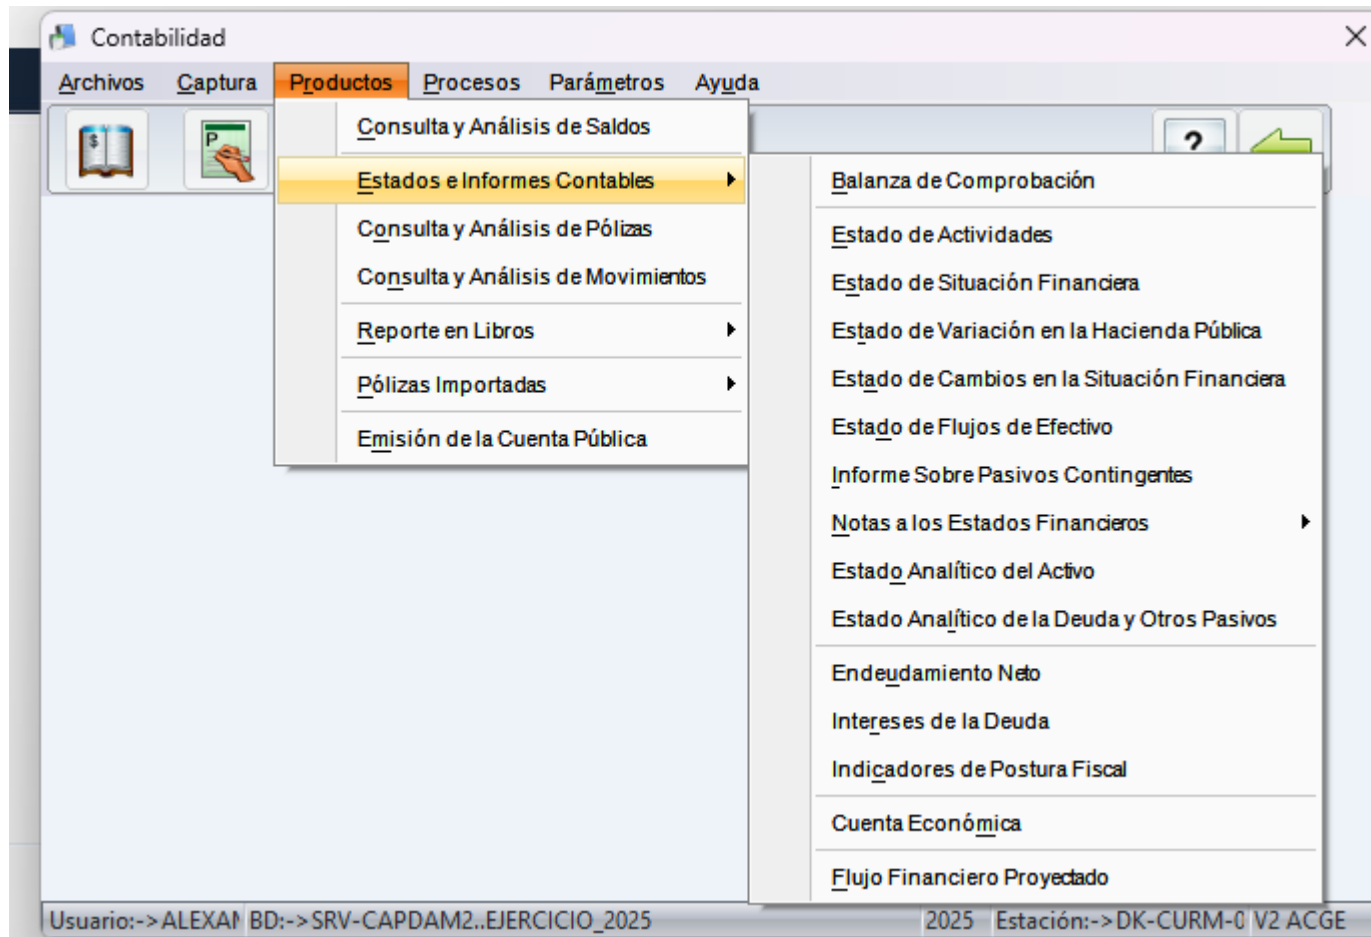 Contabilidad
Archivos Captura Productos Procesos Parámetros Ayuda
$
P
?
Consulta y Análisis de Saldos
Estados e Informes Contables
Consulta y Análisis de Pólizas
Consulta y Análisis de Movimientos
Reporte en Libros
Pólizas Importadas
Emisión de la Cuenta Pública
Balanza de Comprobación
Estado de Actividades
Estado de Situación Financiera
Estado de Variación en la Hacienda Pública
Estado de Cambios en la Situación Financiera
Estado de Flujos de Efectivo
Informe Sobre Pasivos Contingentes
Notas a los Estados Financieros
Estado Analítico del Activo
Estado Analítico de la Deuda y Otros Pasivos
Endeudamiento Neto
Intereses de la Deuda
Indicadores de Postura Fiscal
Cuenta Económica
Flujo Financiero Proyectado
Usuario:->ALEXAN BD:->SRV-CAPDAM2..EJERCICIO_2025 2025 Estación:->DK-CURM-0 V2 ACGE